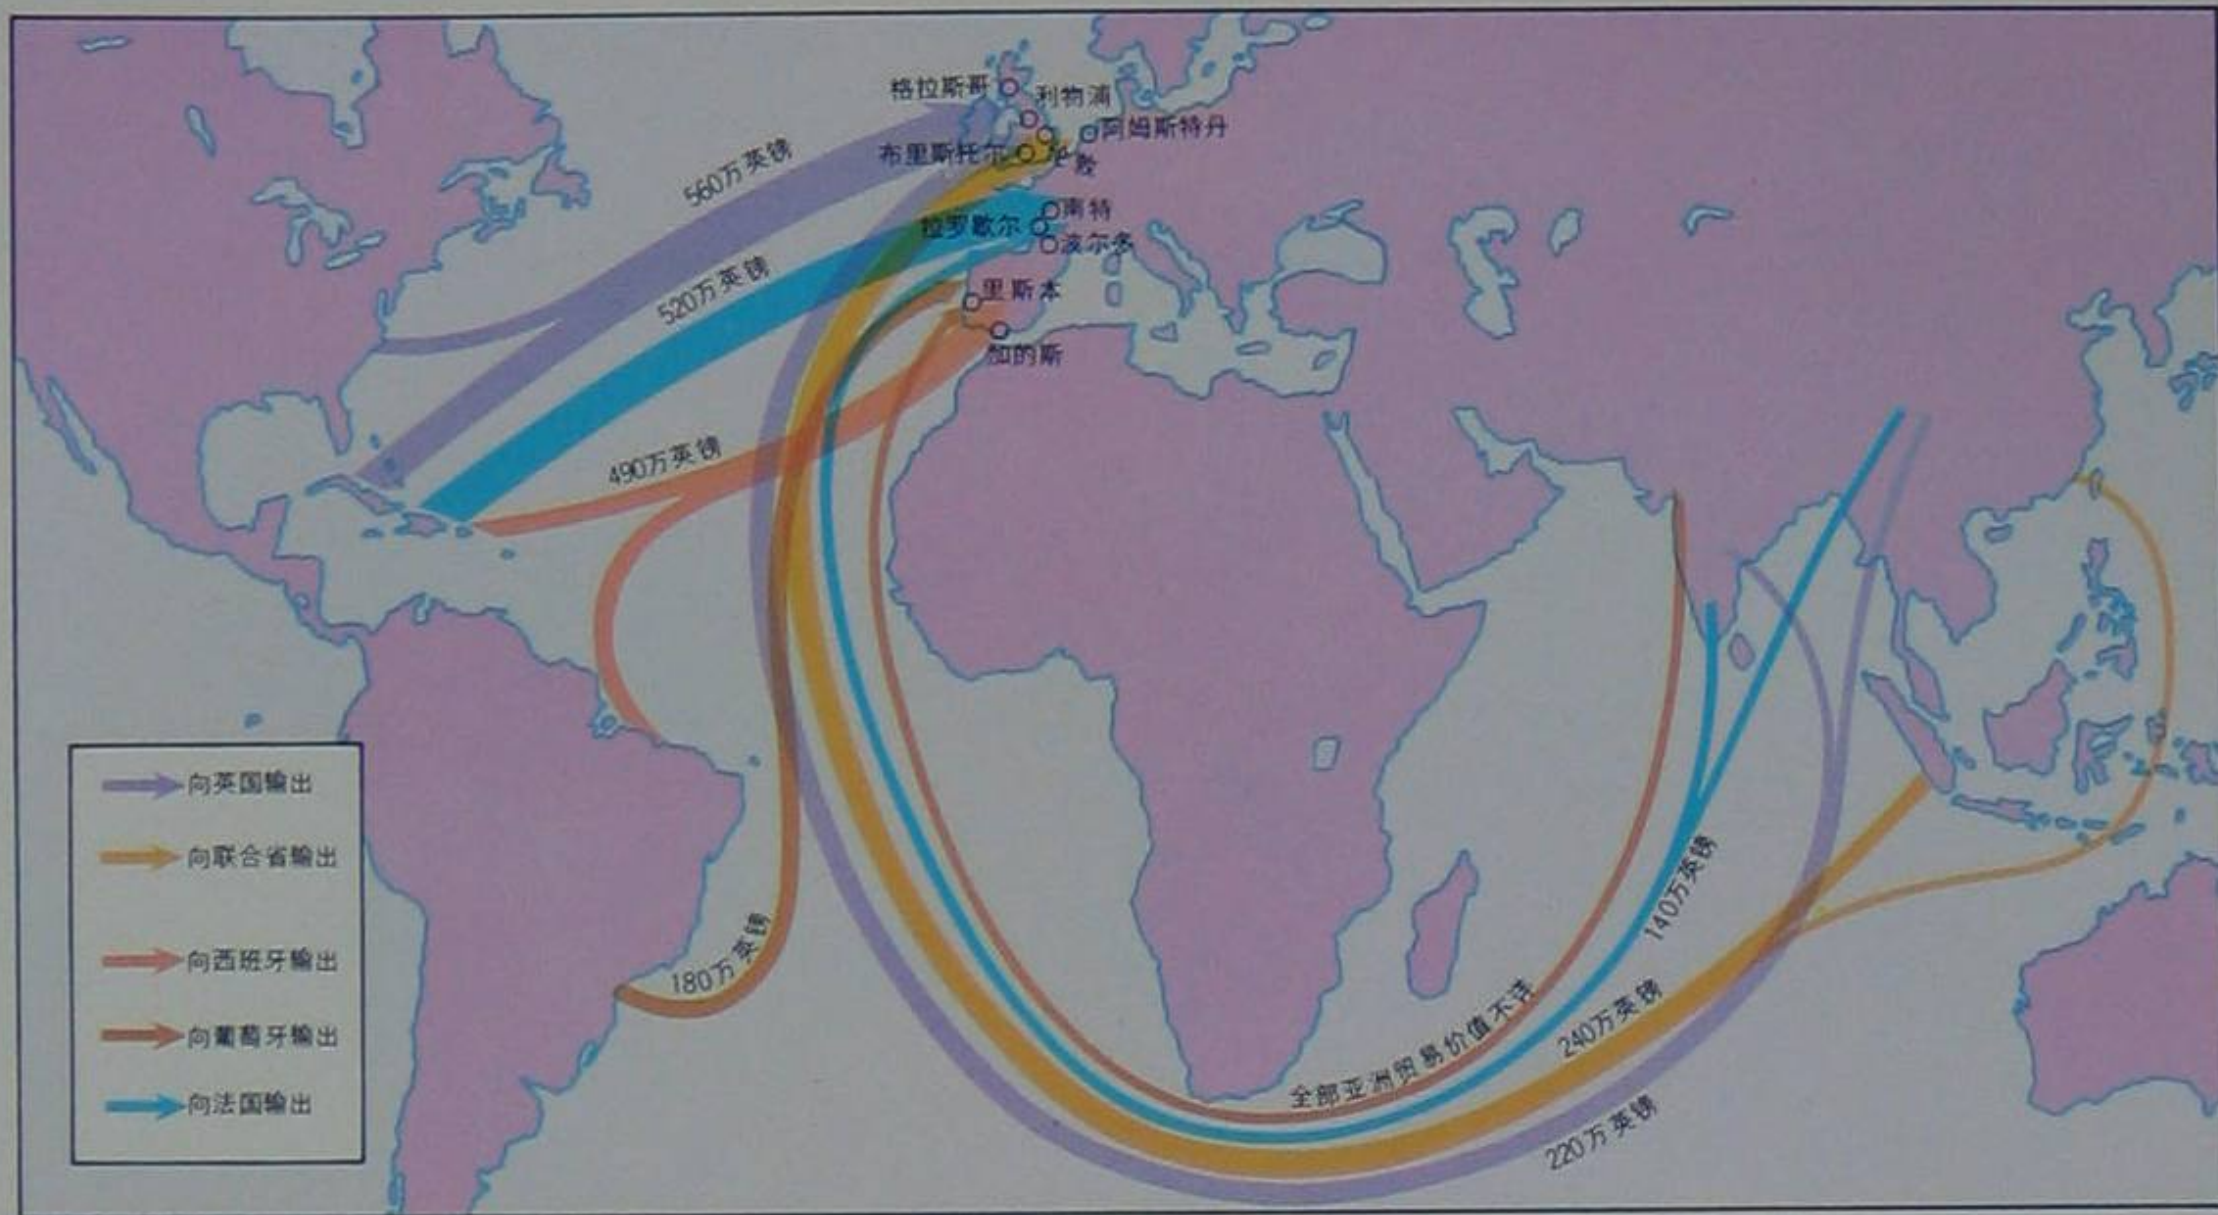 格拉斯哥
利物浦
阿姆斯特丹
布里斯托尔
南特
拉罗歇尔
波尔多
里斯本
加的斯
560万英镑
520万英镑
490万英镑
180万英镑
140万英镑
全部亚洲贸易价值不详
240万英镑
220万英镑
向英国输出
向联合省输出
向西班牙输出
向葡萄牙输出
向法国输出